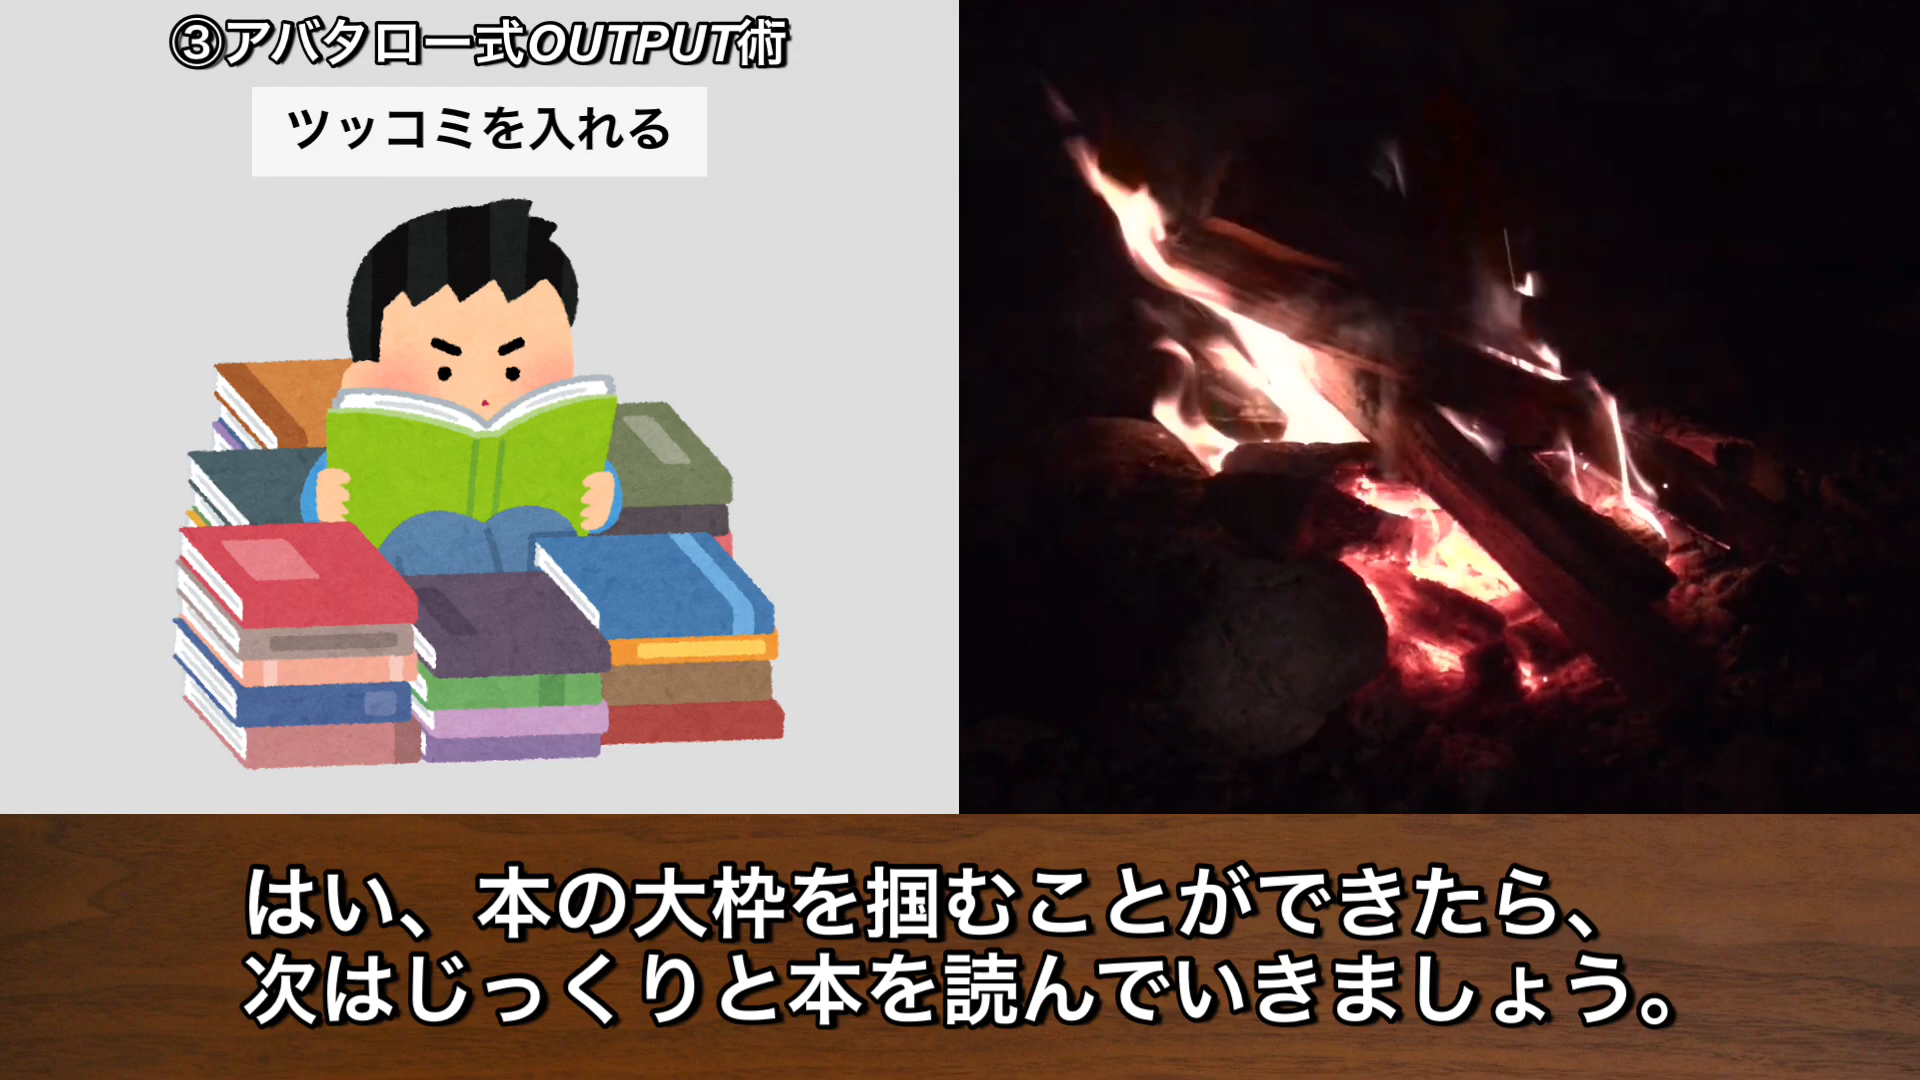 ③アバタロー式OUTPUT術
ツッコミを入れる
はい、本の大枠を掴むことができたら、
次はじっくりと本を読んでいきましょう。